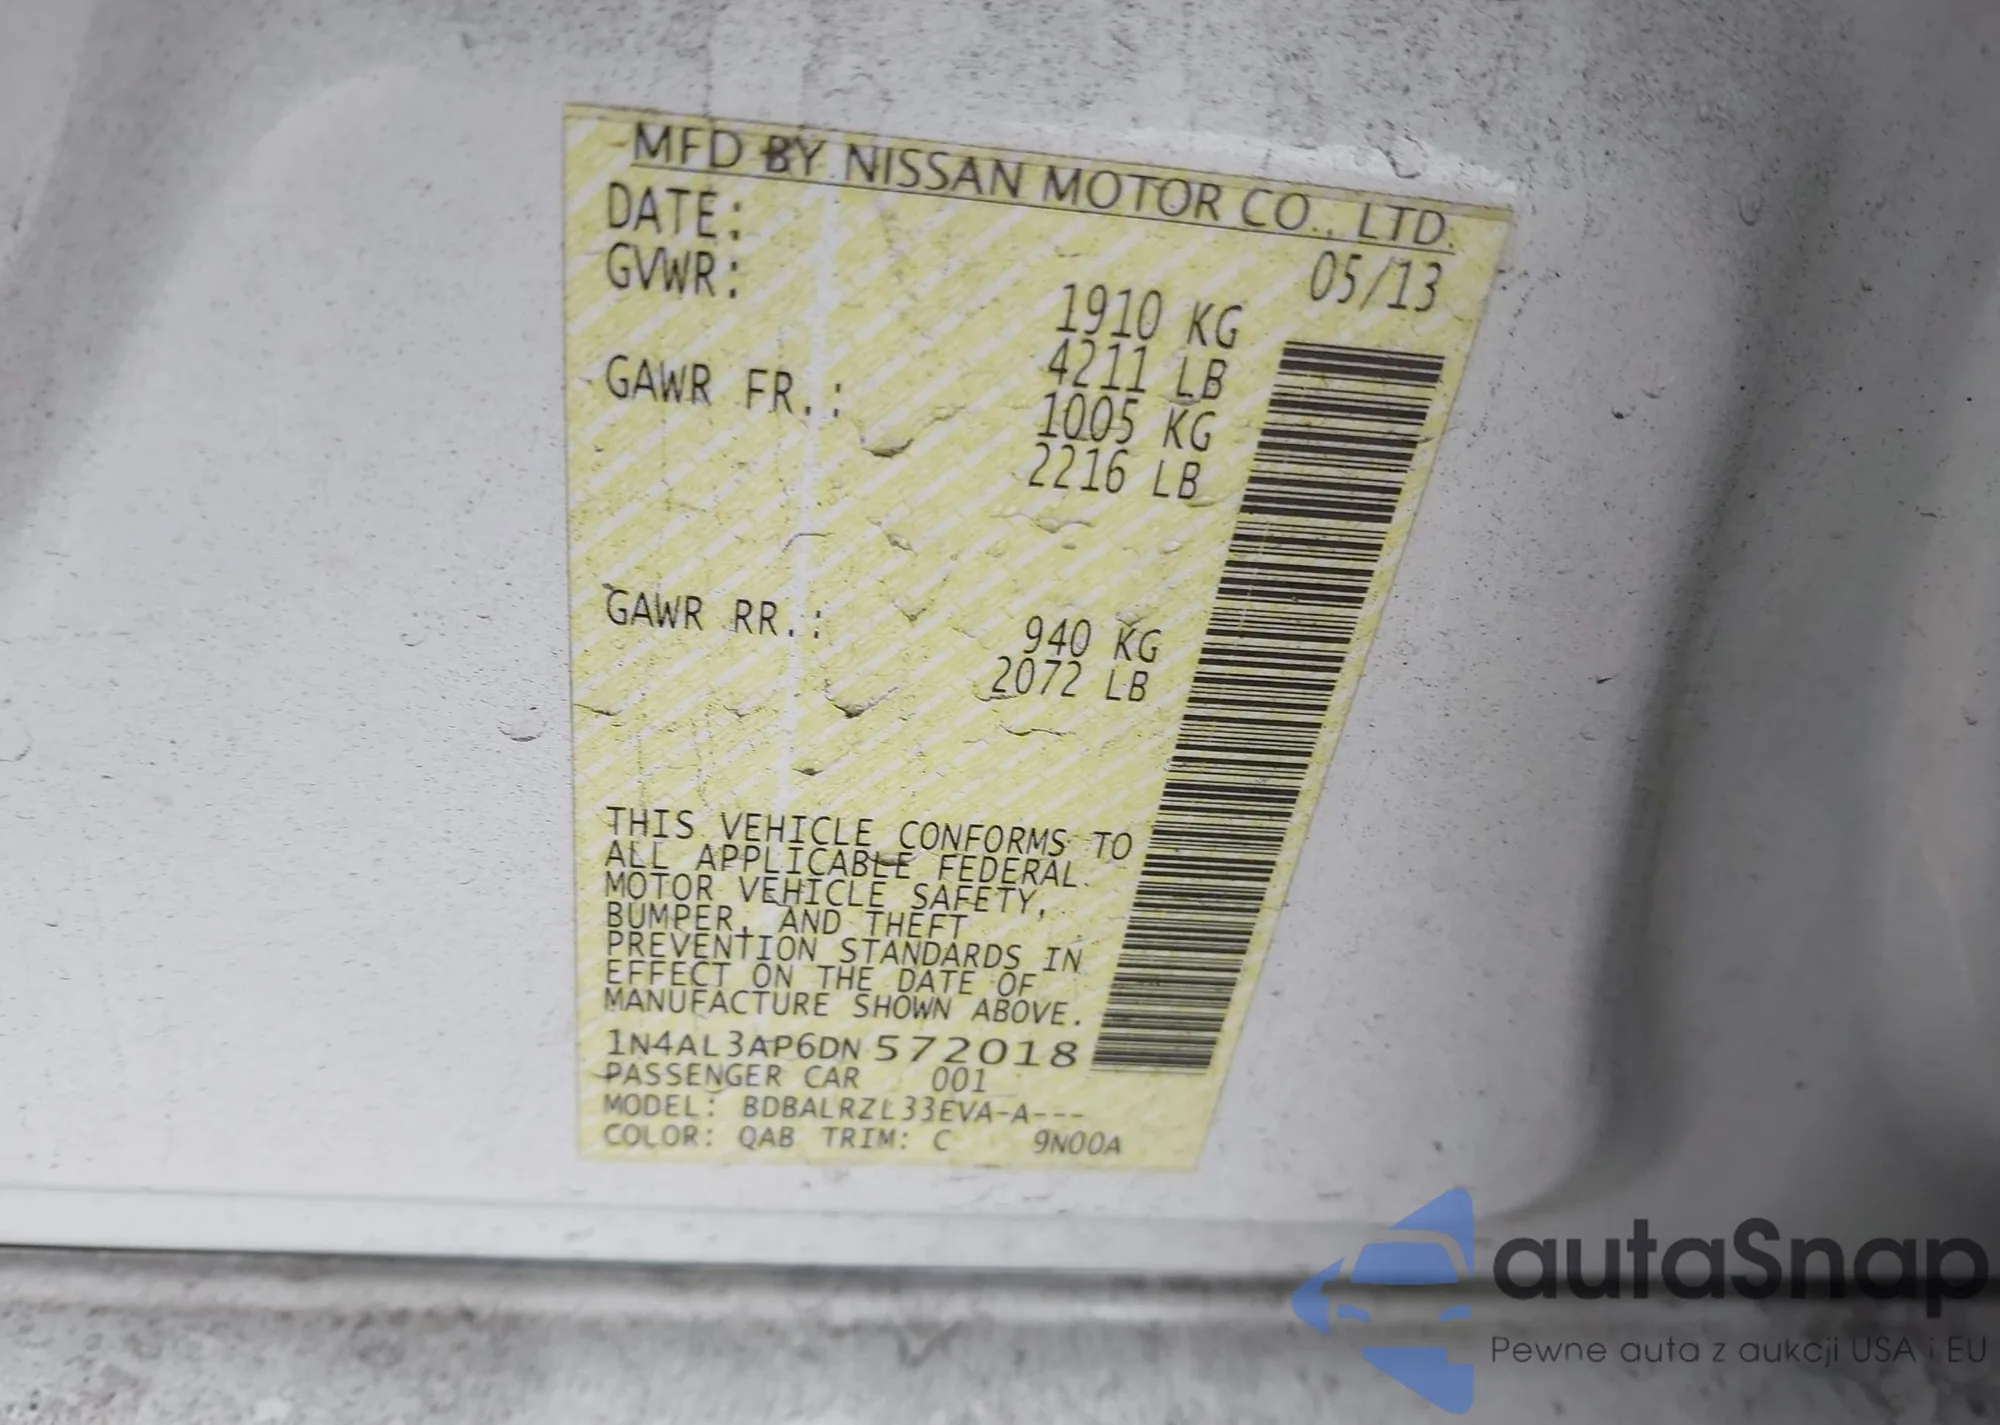 MFD BY NISSAN MOTOR CO., LTD.
DATE: 05/13
GVWR: 1910 KG
4211 LB
GAWR FR.: 1005 KG
2216 LB
GAWR RR.: 940 KG
2072 LB
THIS VEHICLE CONFORMS TO
ALL APPLICABLE FEDERAL
MOTOR VEHICLE SAFETY,
BUMPER, AND THEFT
PREVENTION STANDARDS IN
EFFECT ON THE DATE OF
MANUFACTURE SHOWN ABOVE.
1N4AL3AP6DN572018
PASSENGER CAR 001
MODEL: BDBALRZL33EVA-A---
COLOR: QAB TRIM: C 9N00A
autaSnap
Pewne auta z aukcji USA i EU